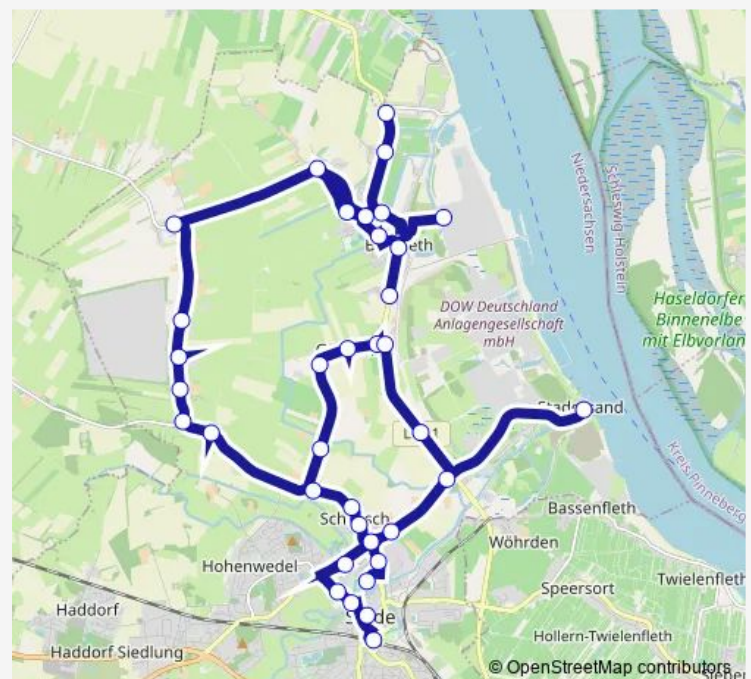 Niedersachsen
Schleswig-Holstein
DOW Deutschland
Anlagengesellschaft
mbH
Haseldorfer
Binnenelbe
mit Elbvorlan
Kreis Pinneberg
Bassenfleth
Wöhrden
Hohenwedel
Twielenfleth
Speersort
Haddorf
Hollern-Twielenfleth
Haddorf Siedlung
© OpenStreetMap contributors